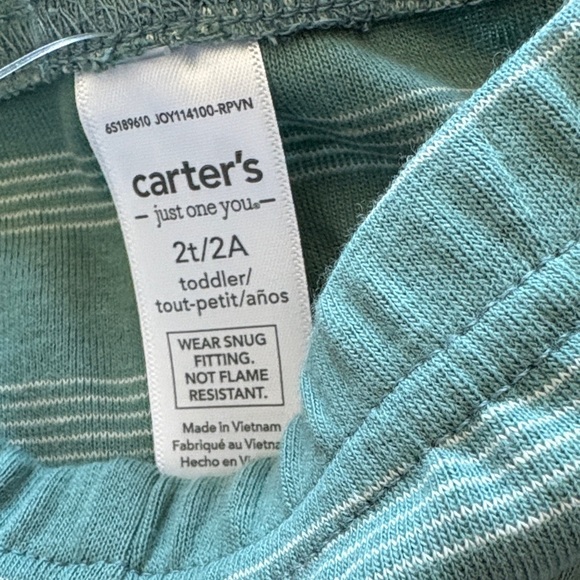 6S189610 JOY114100-RPVN
carter's
just one you®
2t/2A
toddler/
tout-petit/años
WEAR SNUG
FITTING.
NOT FLAME
RESISTANT.
Made in Vietnam
Fabriqué au
Hecho en